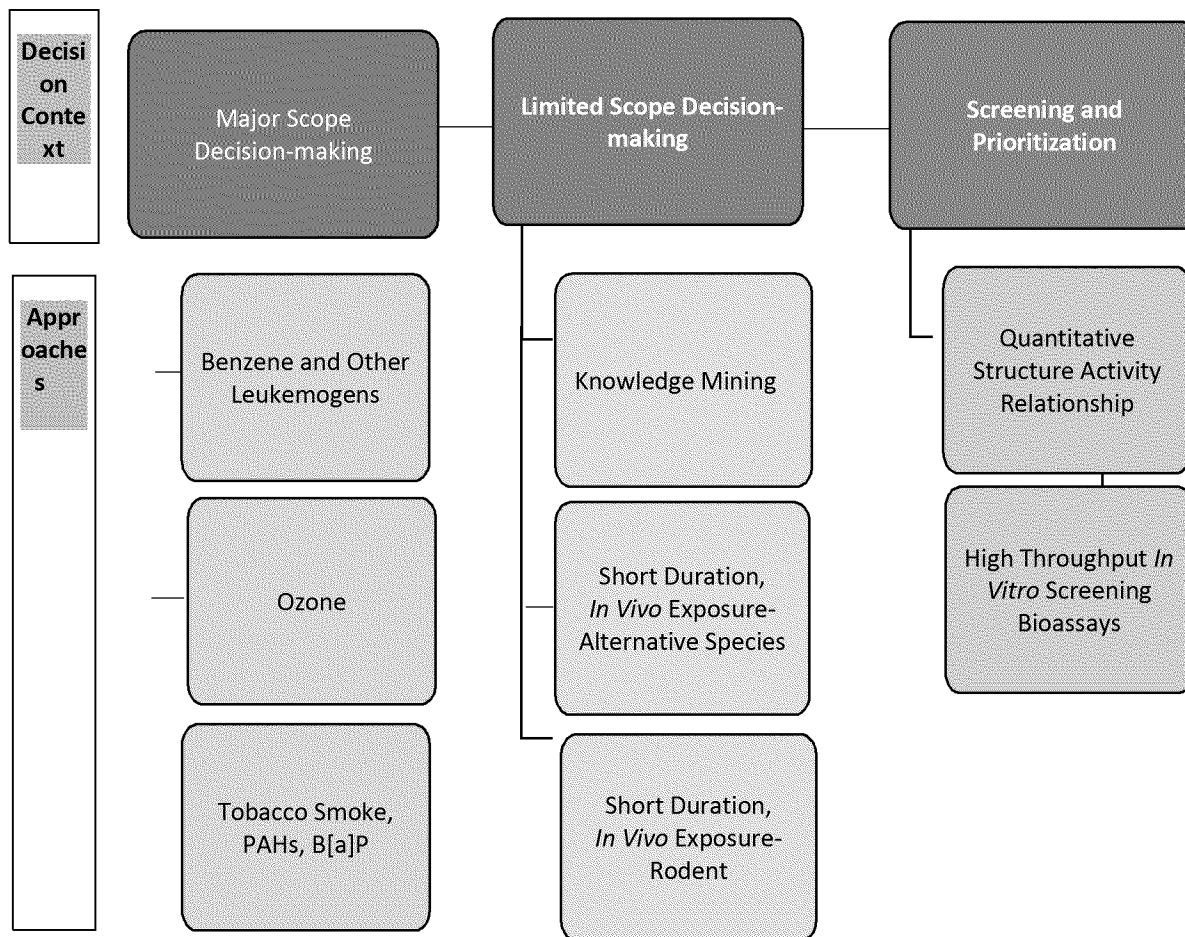 Decisi
on
Conte
xt
Major Scope
Decision-making
Limited Scope Decision-
making
Screening and
Prioritization
Appr
oache
s
Benzene and Other
Leukemogens
Knowledge Mining
Quantitative
Structure Activity
Relationship
Ozone
Short Duration,
In Vivo Exposure-
Alternative Species
High Throughput In
Vitro Screening
Bioassays
Tobacco Smoke,
PAHs, B[a]P
Short Duration,
In Vivo Exposure-
Rodent